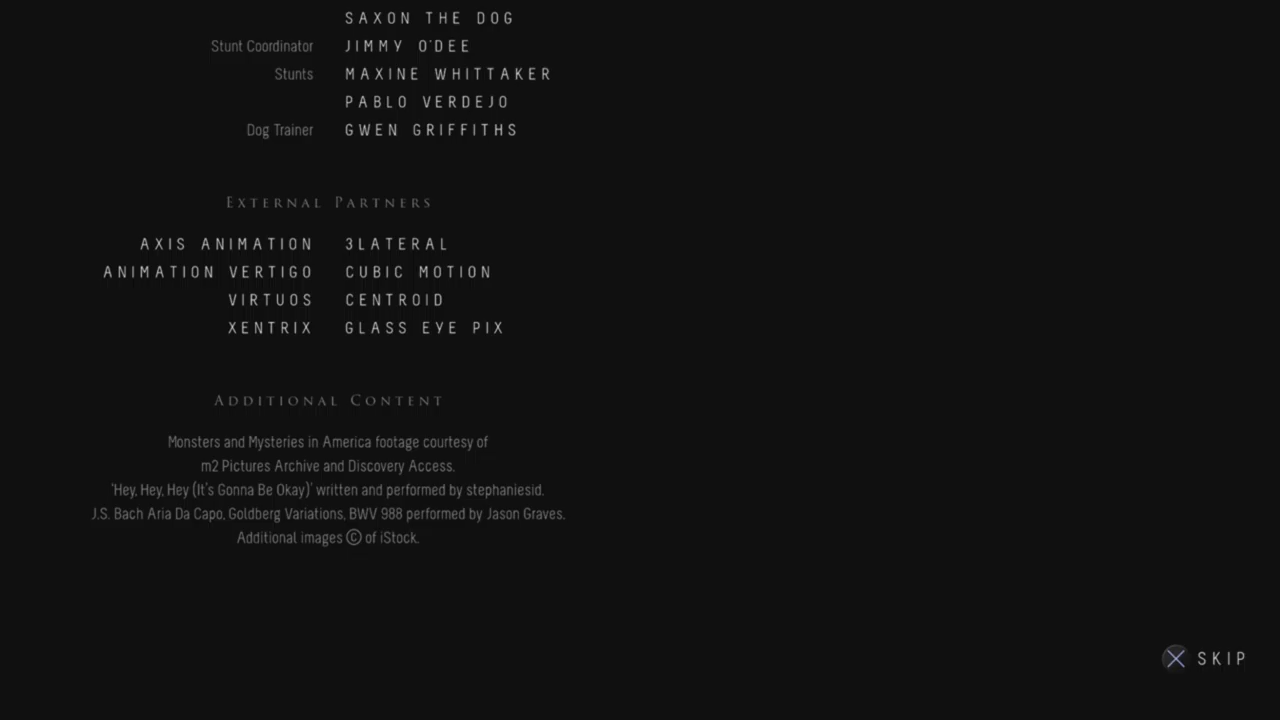 SAXON THE DOG
Stunt Coordinator JIMMY O'DEE
Stunts MAXINE WHITTAKER
PABLO VERDEJO
Dog Trainer GWEN GRIFFITHS
External Partners
AXIS ANIMATION 3LATERAL
ANIMATION VERTIGO CUBIC MOTION
VIRTUOS CENTROID
XENTRIX GLASS EYE PIX
Additional Content
Monsters and Mysteries in America footage courtesy of
m2 Pictures Archive and Discovery Access.
'Hey, Hey, Hey (It's Gonna Be Okay)' written and performed by stephaniesid.
J.S. Bach Aria Da Capo, Goldberg Variations, BWV 988 performed by Jason Graves.
Additional images © of iStock.
SKIP